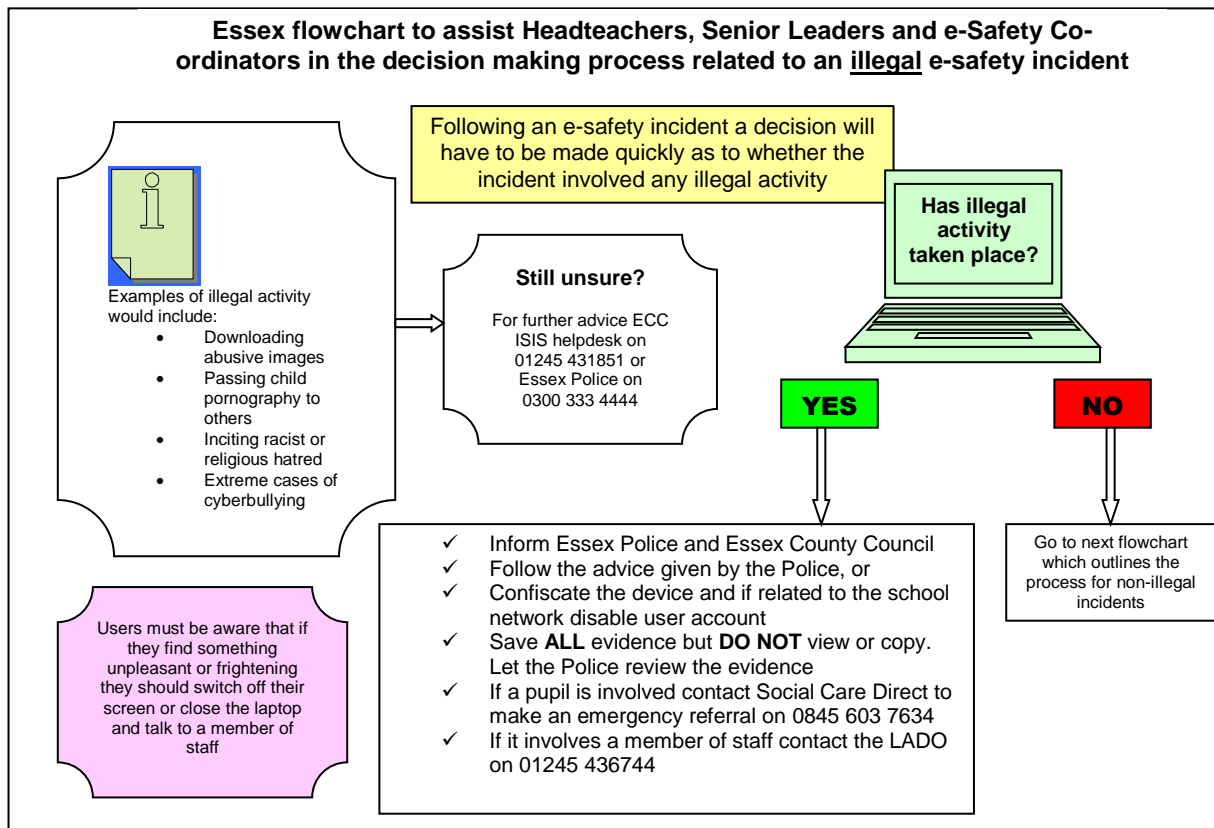 Essex flowchart to assist Headteachers, Senior Leaders and e-Safety Co-
ordinators in the decision making process related to an illegal e-safety incident
Following an e-safety incident a decision will
have to be made quickly as to whether the
incident involved any illegal activity
Has illegal
activity
taken place?
i
Examples of illegal activity
would include:
• Downloading
abusive images
• Passing child
pornography to
others
• Inciting racist or
religious hatred
• Extreme cases of
cyberbullying
Still unsure?
For further advice ECC
ISIS helpdesk on
01245 431851 or
Essex Police on
0300 333 4444
YES
NO
✓ Inform Essex Police and Essex County Council
✓ Follow the advice given by the Police, or
✓ Confiscate the device and if related to the school
network disable user account
✓ Save ALL evidence but DO NOT view or copy.
Let the Police review the evidence
✓ If a pupil is involved contact Social Care Direct to
make an emergency referral on 0845 603 7634
✓ If it involves a member of staff contact the LADO
on 01245 436744
Go to next flowchart
which outlines the
process for non-illegal
incidents
Users must be aware that if
they find something
unpleasant or frightening
they should switch off their
screen or close the laptop
and talk to a member of
staff